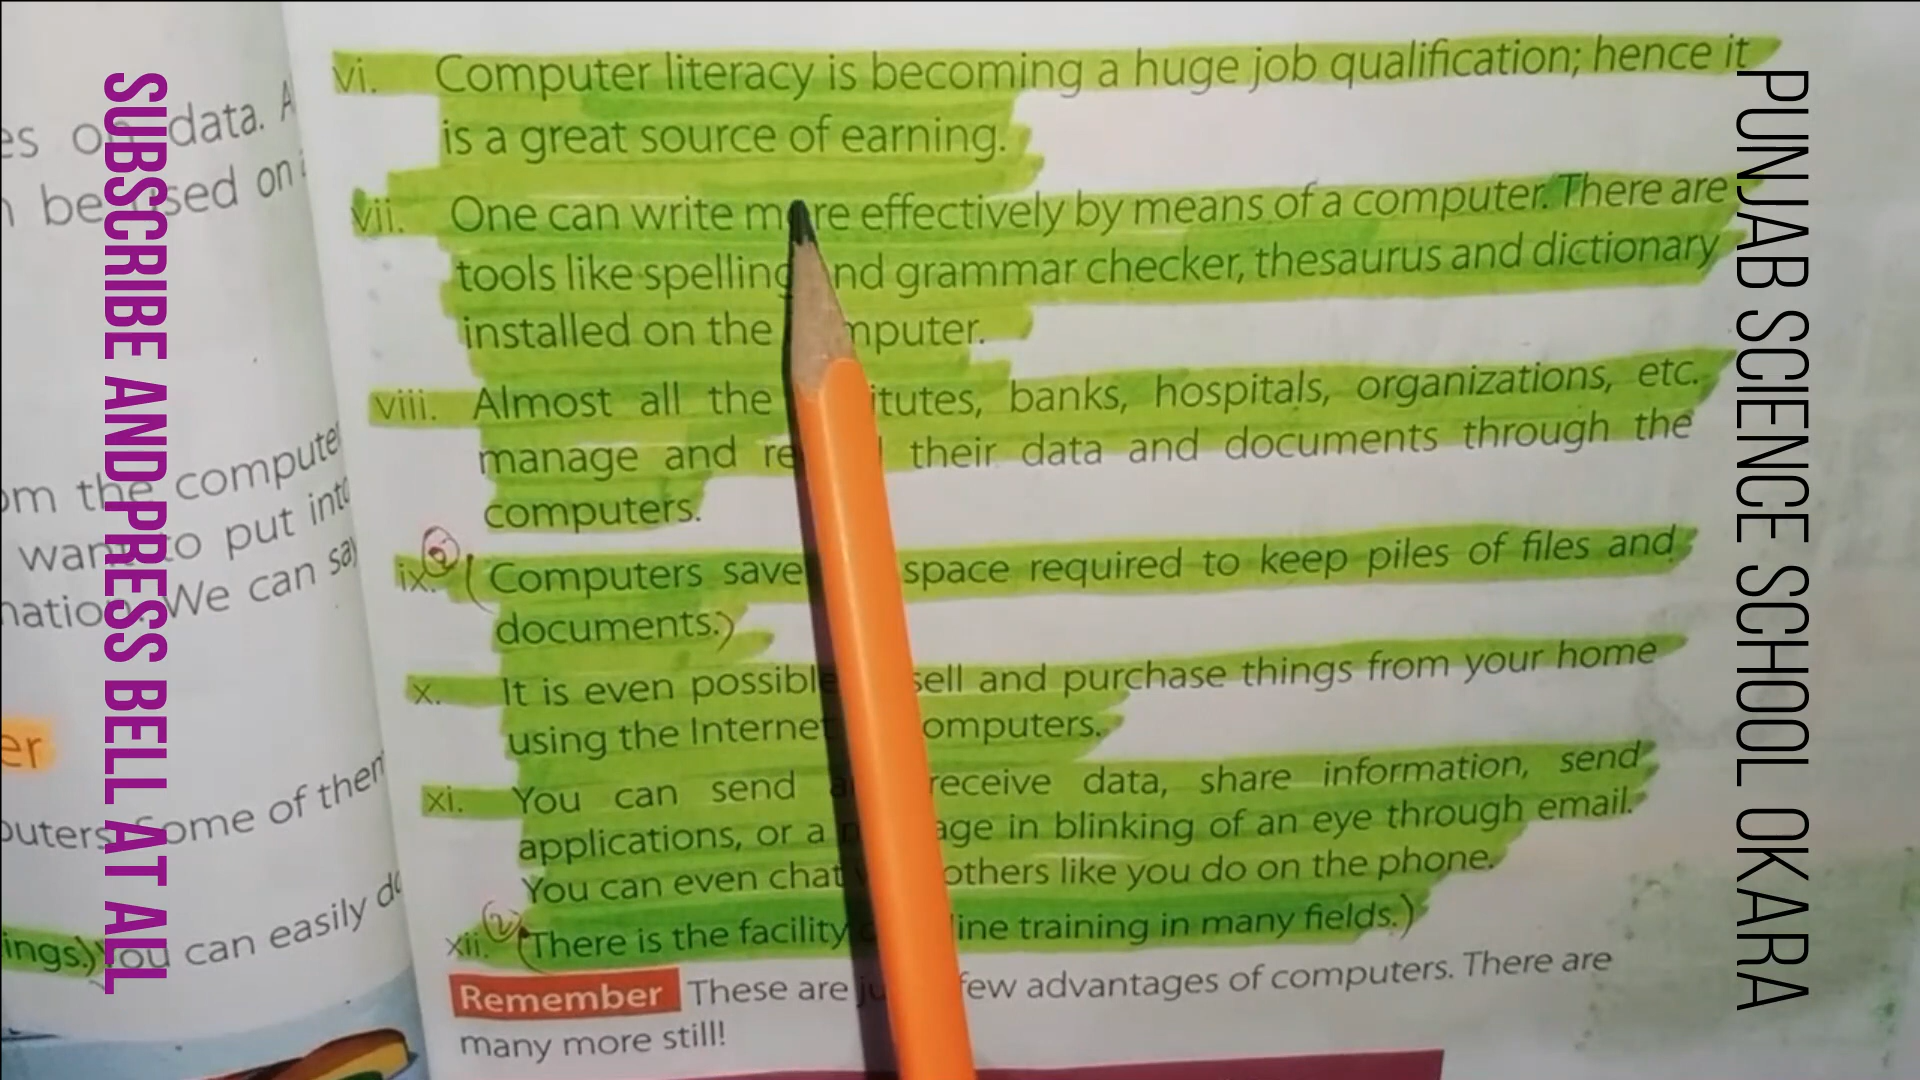 SUBSCRIBE AND PRESS BELL AT ALL
PUNJAB SCIENCE SCHOOL OKARA
es on data. A
be used on
om the computer
want to put into
We can say
er
outers. Some of them
ings.) You can easily do
vi. Computer literacy is becoming a huge job qualification; hence it
is a great source of earning.
vii. One can write more effectively by means of a computer. There are
tools like spelling and grammar checker, thesaurus and dictionary
installed on the computer.
viii. Almost all the itutes, banks, hospitals, organizations, etc.
manage and re their data and documents through the
computers.
ix. (Computers save space required to keep piles of files and
documents.)
x. It is even possible sell and purchase things from your home
using the Internet omputers.
xi. You can send receive data, share information, send
applications, or a age in blinking of an eye through email.
You can even chat others like you do on the phone.
2
xii. (There is the facility line training in many fields.)
Remember These are ju few advantages of computers. There are
many more still!